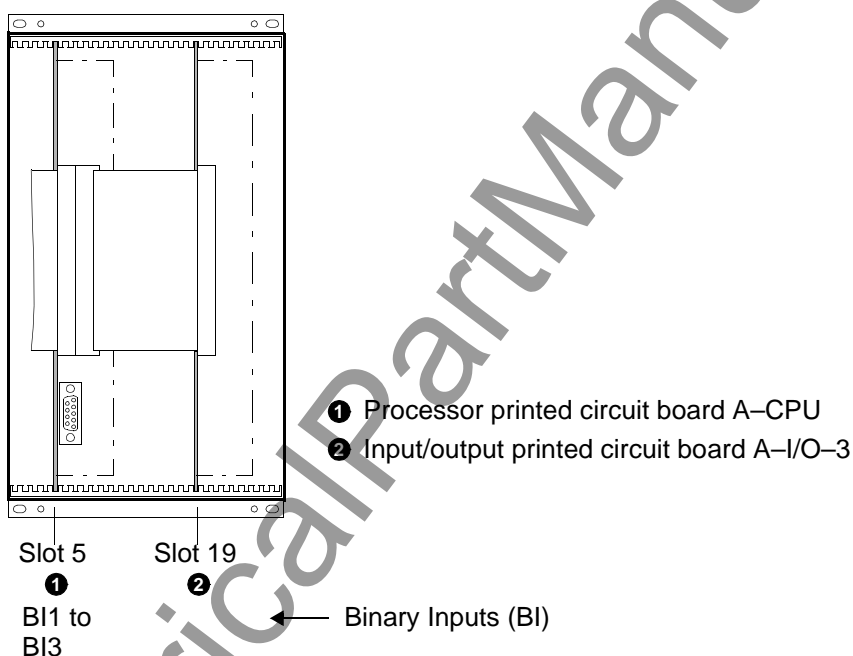 ❶ Processor printed circuit board A–CPU
❷ Input/output printed circuit board A–I/O–3
Slot 5 Slot 19
❶ ❷
BI1 to
BI3
Binary Inputs (BI)
icalPartManu